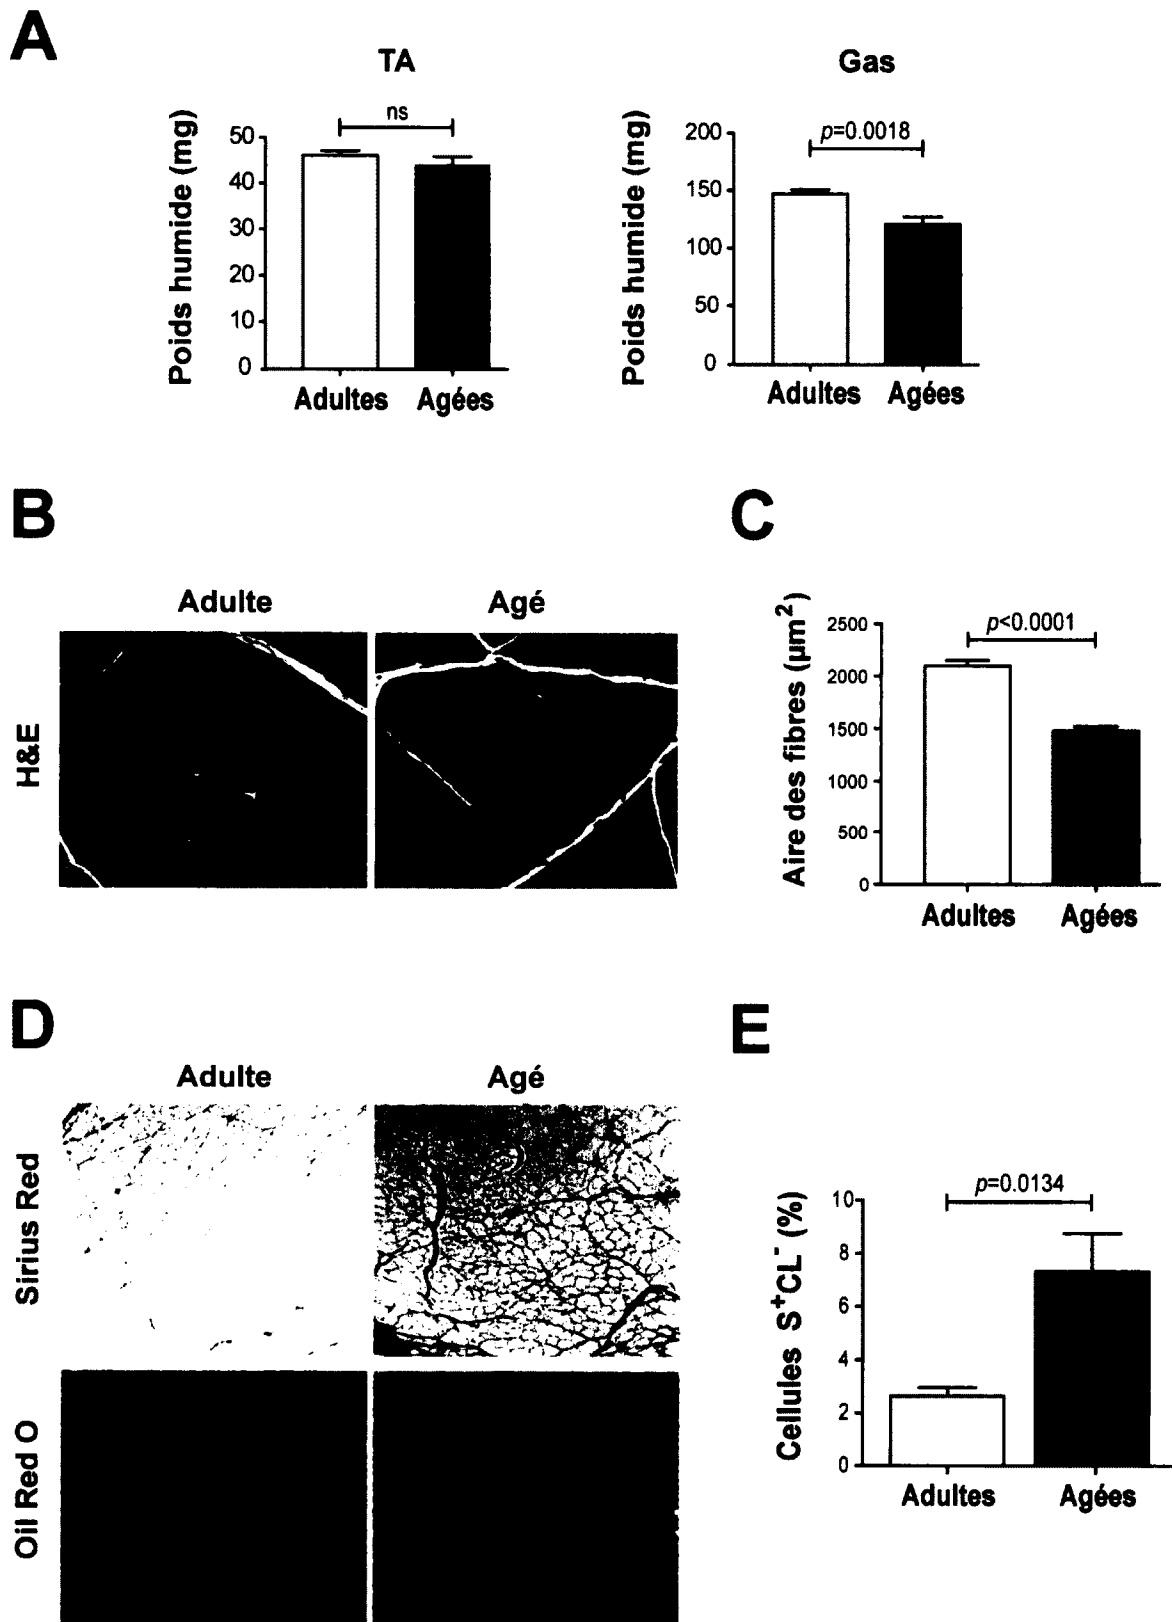 A
TA
Gas
ns
p=0.0018
Poids humide (mg)
50
40
30
20
10
0
Adultes
Agées
Poids humide (mg)
200
150
100
50
0
Adultes
Agées
B
C
Adulte
Agé
H&E
Aire des fibres (µm²)
p<0.0001
2500
2000
1500
1000
500
0
Adultes
Agées
D
E
Adulte
Agé
Sirius Red
Oil Red O
Cellules S⁺CL⁻ (%)
p=0.0134
10
8
6
4
2
0
Adultes
Agées